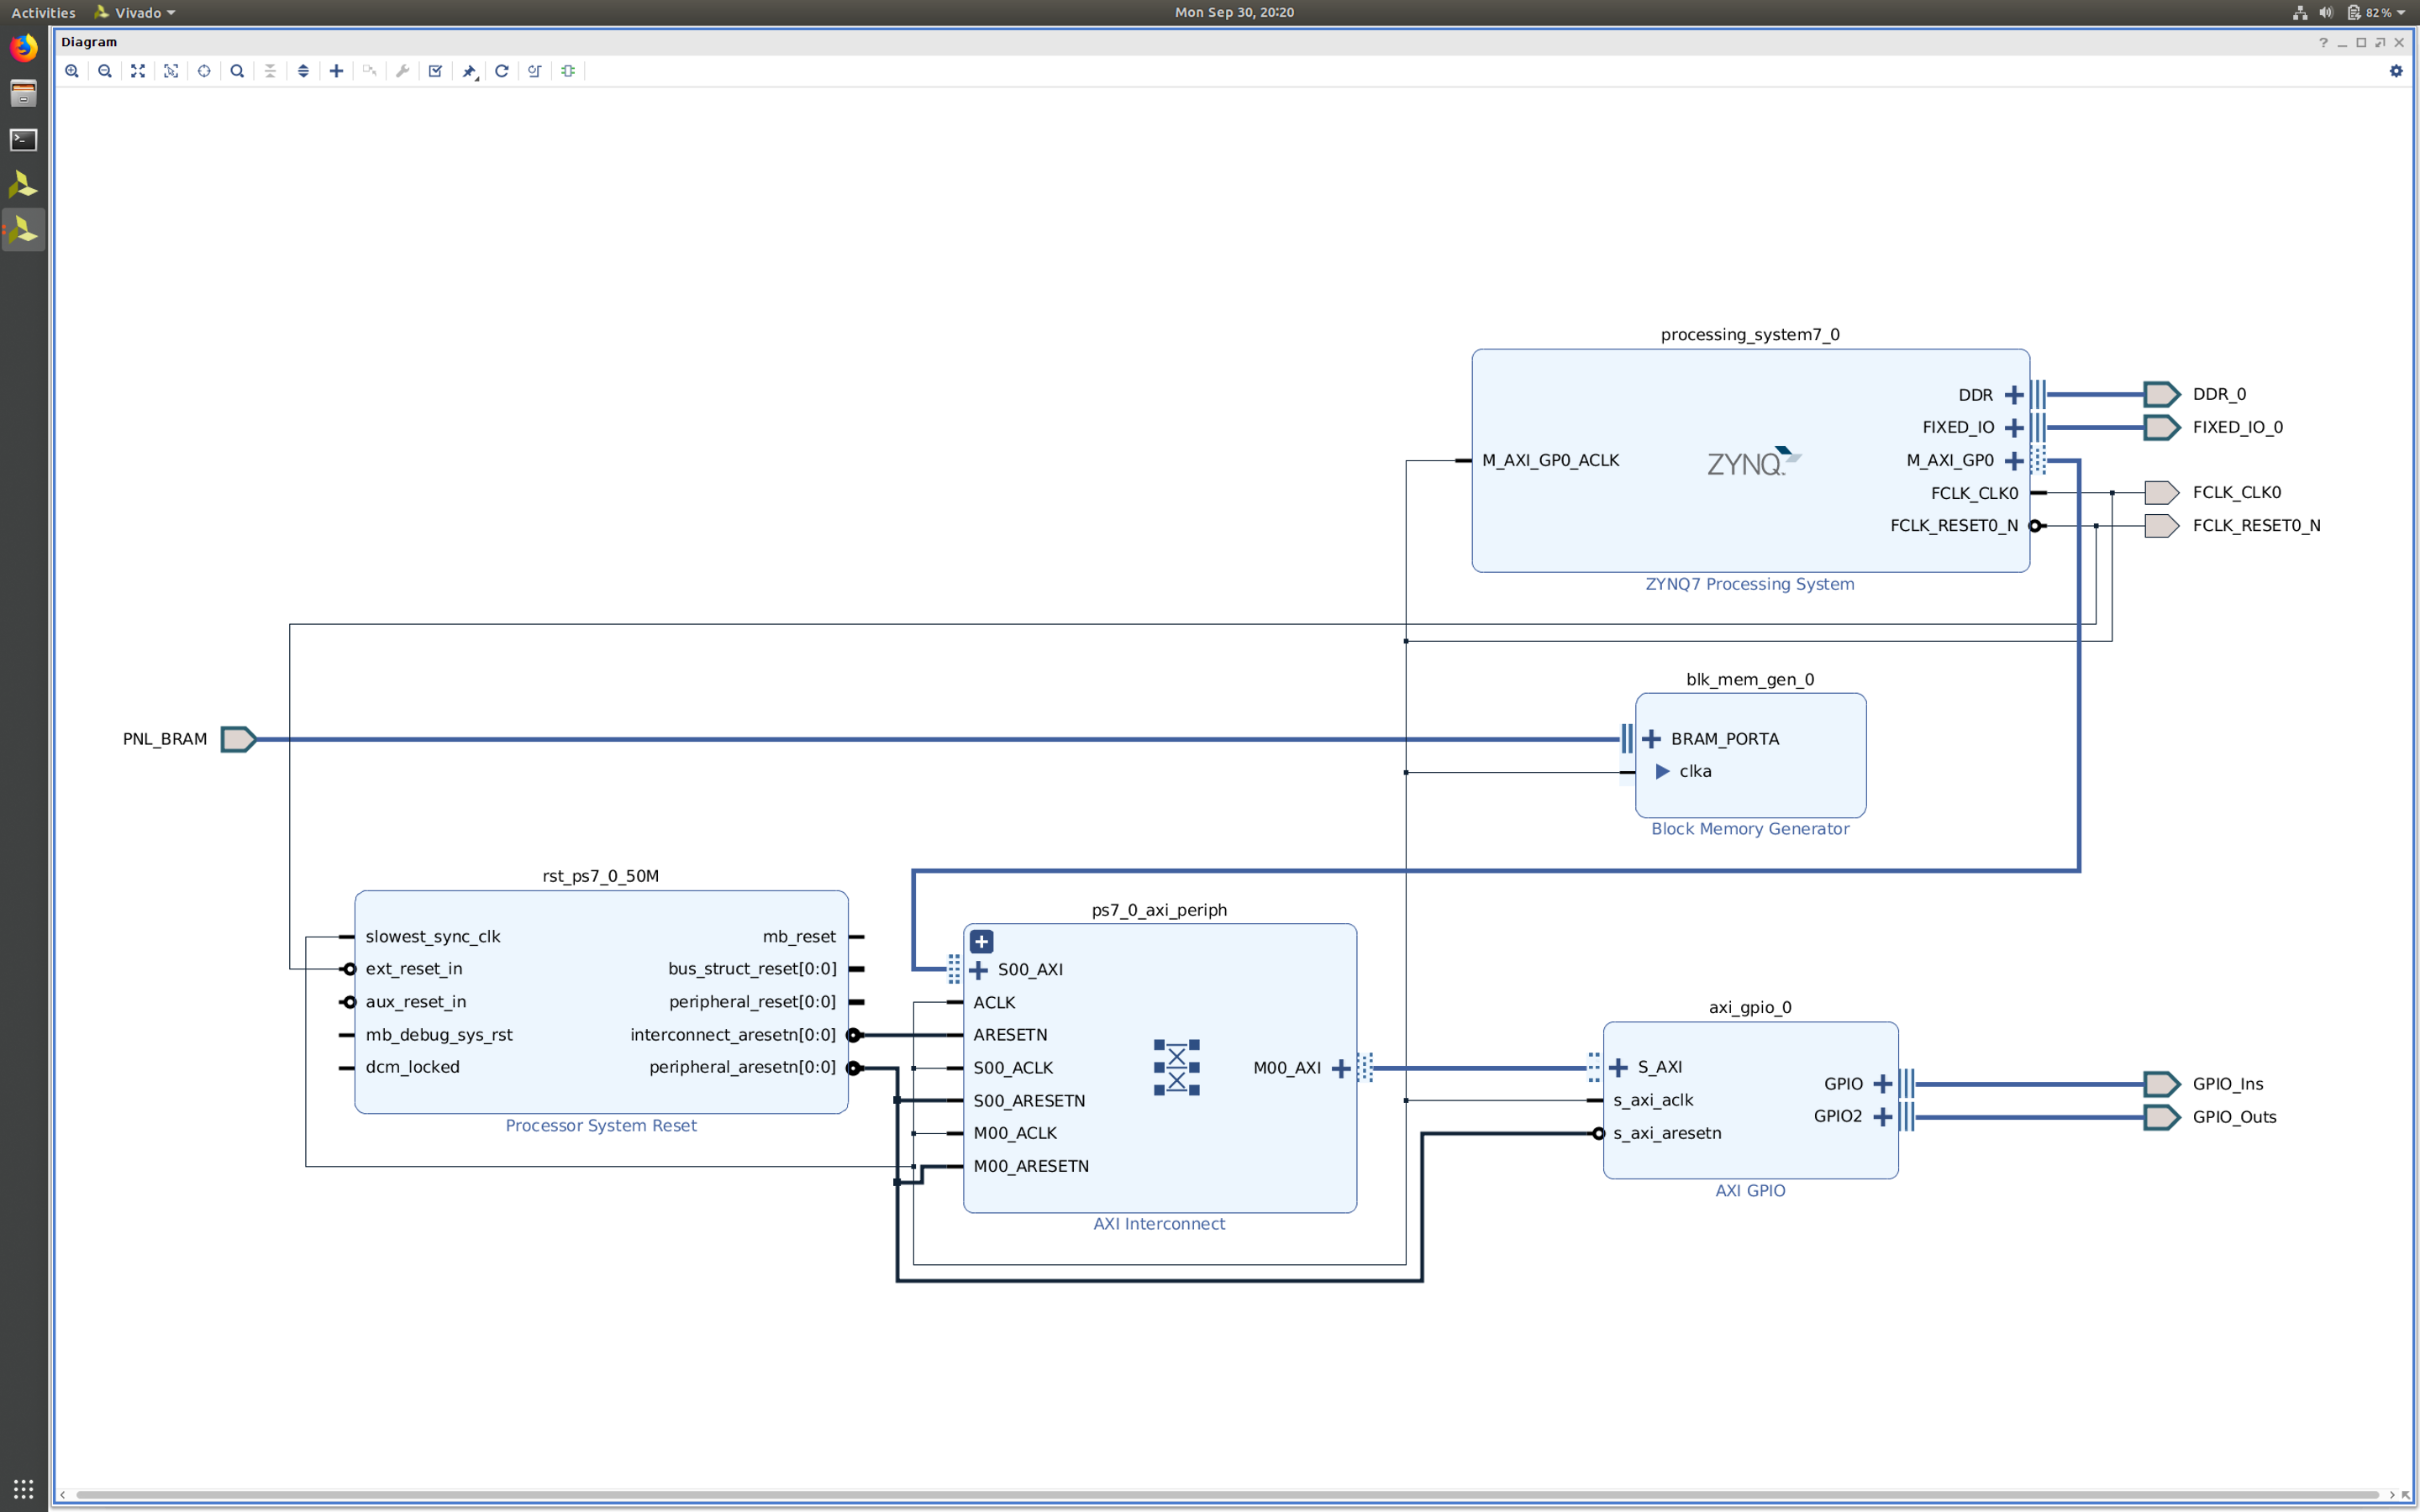 Activities
Vivado
Mon Sep 30, 20:20
82 %
Diagram
processing_system7_0
DDR
DDR_0
FIXED_IO
FIXED_IO_0
M_AXI_GP0_ACLK
ZYNQ
M_AXI_GP0
FCLK_CLK0
FCLK_CLK0
FCLK_RESET0_N
FCLK_RESET0_N
ZYNQ7 Processing System
blk_mem_gen_0
PNL_BRAM
BRAM_PORTA
clka
Block Memory Generator
rst_ps7_0_50M
slowest_sync_clk
mb_reset
ext_reset_in
bus_struct_reset[0:0]
aux_reset_in
peripheral_reset[0:0]
mb_debug_sys_rst
interconnect_aresetn[0:0]
dcm_locked
peripheral_aresetn[0:0]
Processor System Reset
ps7_0_axi_periph
S00_AXI
ACLK
ARESETN
S00_ACLK
M00_AXI
S00_ARESETN
M00_ACLK
M00_ARESETN
AXI Interconnect
axi_gpio_0
S_AXI
GPIO
GPIO_Ins
s_axi_aclk
GPIO2
GPIO_Outs
s_axi_aresetn
AXI GPIO